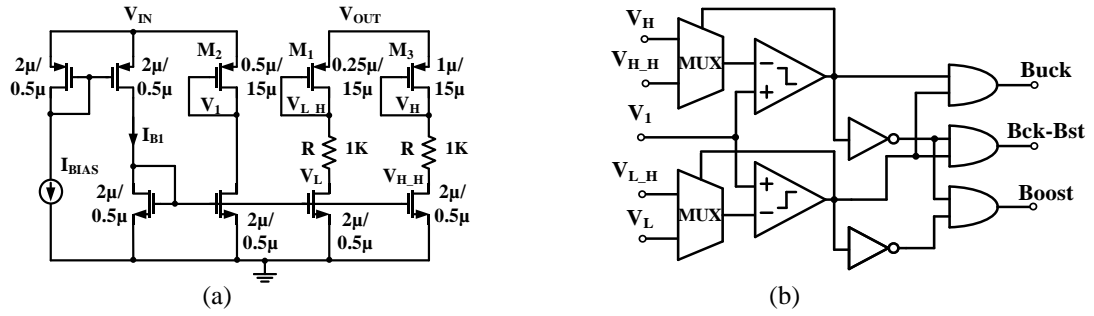 V_IN
V_OUT
2μ/
0.5μ
2μ/
0.5μ
M_2
0.5μ/
15μ
V_1
M_1
0.25μ/
15μ
V_L_H
M_3
1μ/
15μ
V_H
I_B1
I_BIAS
R
1K
V_L
R
1K
V_H_H
2μ/
0.5μ
2μ/
0.5μ
2μ/
0.5μ
2μ/
0.5μ
(a)
V_H
V_H_H
MUX
V_1
V_L_H
V_L
MUX
−
+
+
−
Buck
Bck-Bst
Boost
(b)